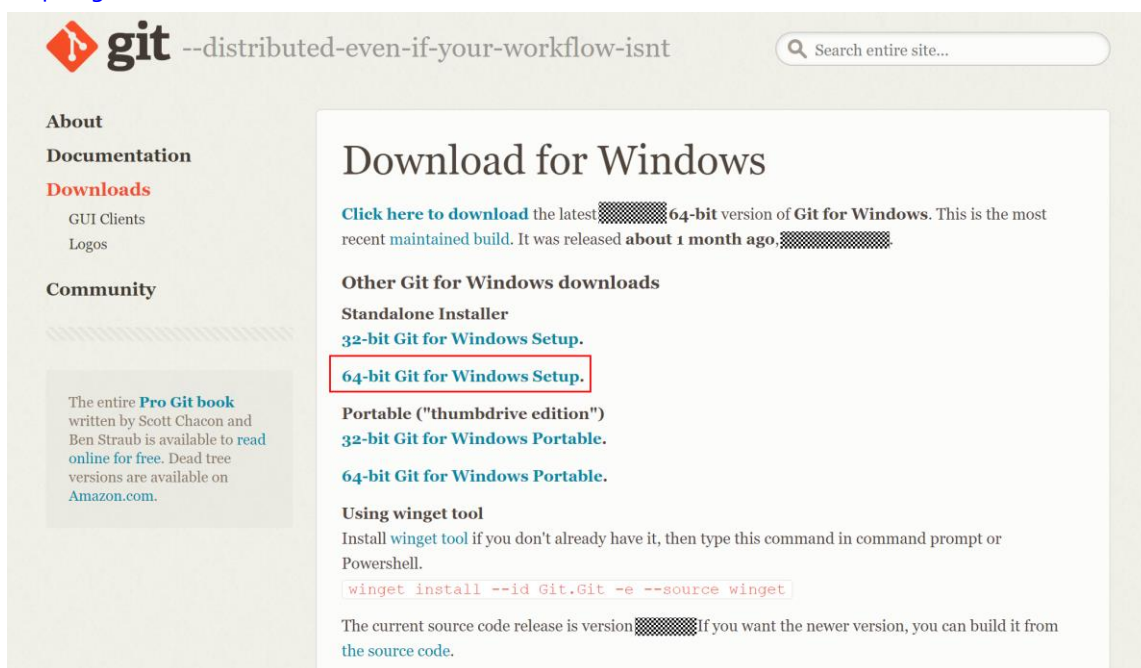 git --distributed-even-if-your-workflow-isnt
Search entire site...
About
Documentation
Downloads
GUI Clients
Logos
Community
The entire Pro Git book
written by Scott Chacon and
Ben Straub is available to read
online for free. Dead tree
versions are available on
Amazon.com.
Download for Windows
Click here to download the latest 64-bit version of Git for Windows. This is the most
recent maintained build. It was released about 1 month ago, .
Other Git for Windows downloads
Standalone Installer
32-bit Git for Windows Setup.
64-bit Git for Windows Setup.
Portable ("thumbdrive edition")
32-bit Git for Windows Portable.
64-bit Git for Windows Portable.
Using winget tool
Install winget tool if you don't already have it, then type this command in command prompt or
Powershell.
winget install --id Git.Git -e --source winget
The current source code release is version If you want the newer version, you can build it from
the source code.